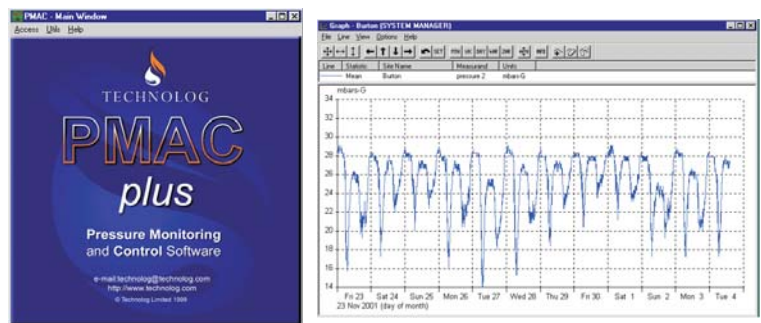 PMAC - Main Window
Access Utils Help
TECHNOLOG
PMAC
plus
Pressure Monitoring
and Control Software
e-mail:technolog@technolog.com
http://www.technolog.com
© Technolog Limited 1999
Graph - Burton (SYSTEM MANAGER)
File Line View Options Help
SET
INFO
Line Statistic Site Name Measurand Units
Mean Burton pressure 2 mbars-G
mbars-G
34
32
30
28
26
24
22
20
18
16
14
Fri 23 Sat 24 Sun 25 Mon 26 Tue 27 Wed 28 Thu 29 Fri 30 Sat 1 Sun 2 Mon 3 Tue 4
23 Nov 2001 (day of month)